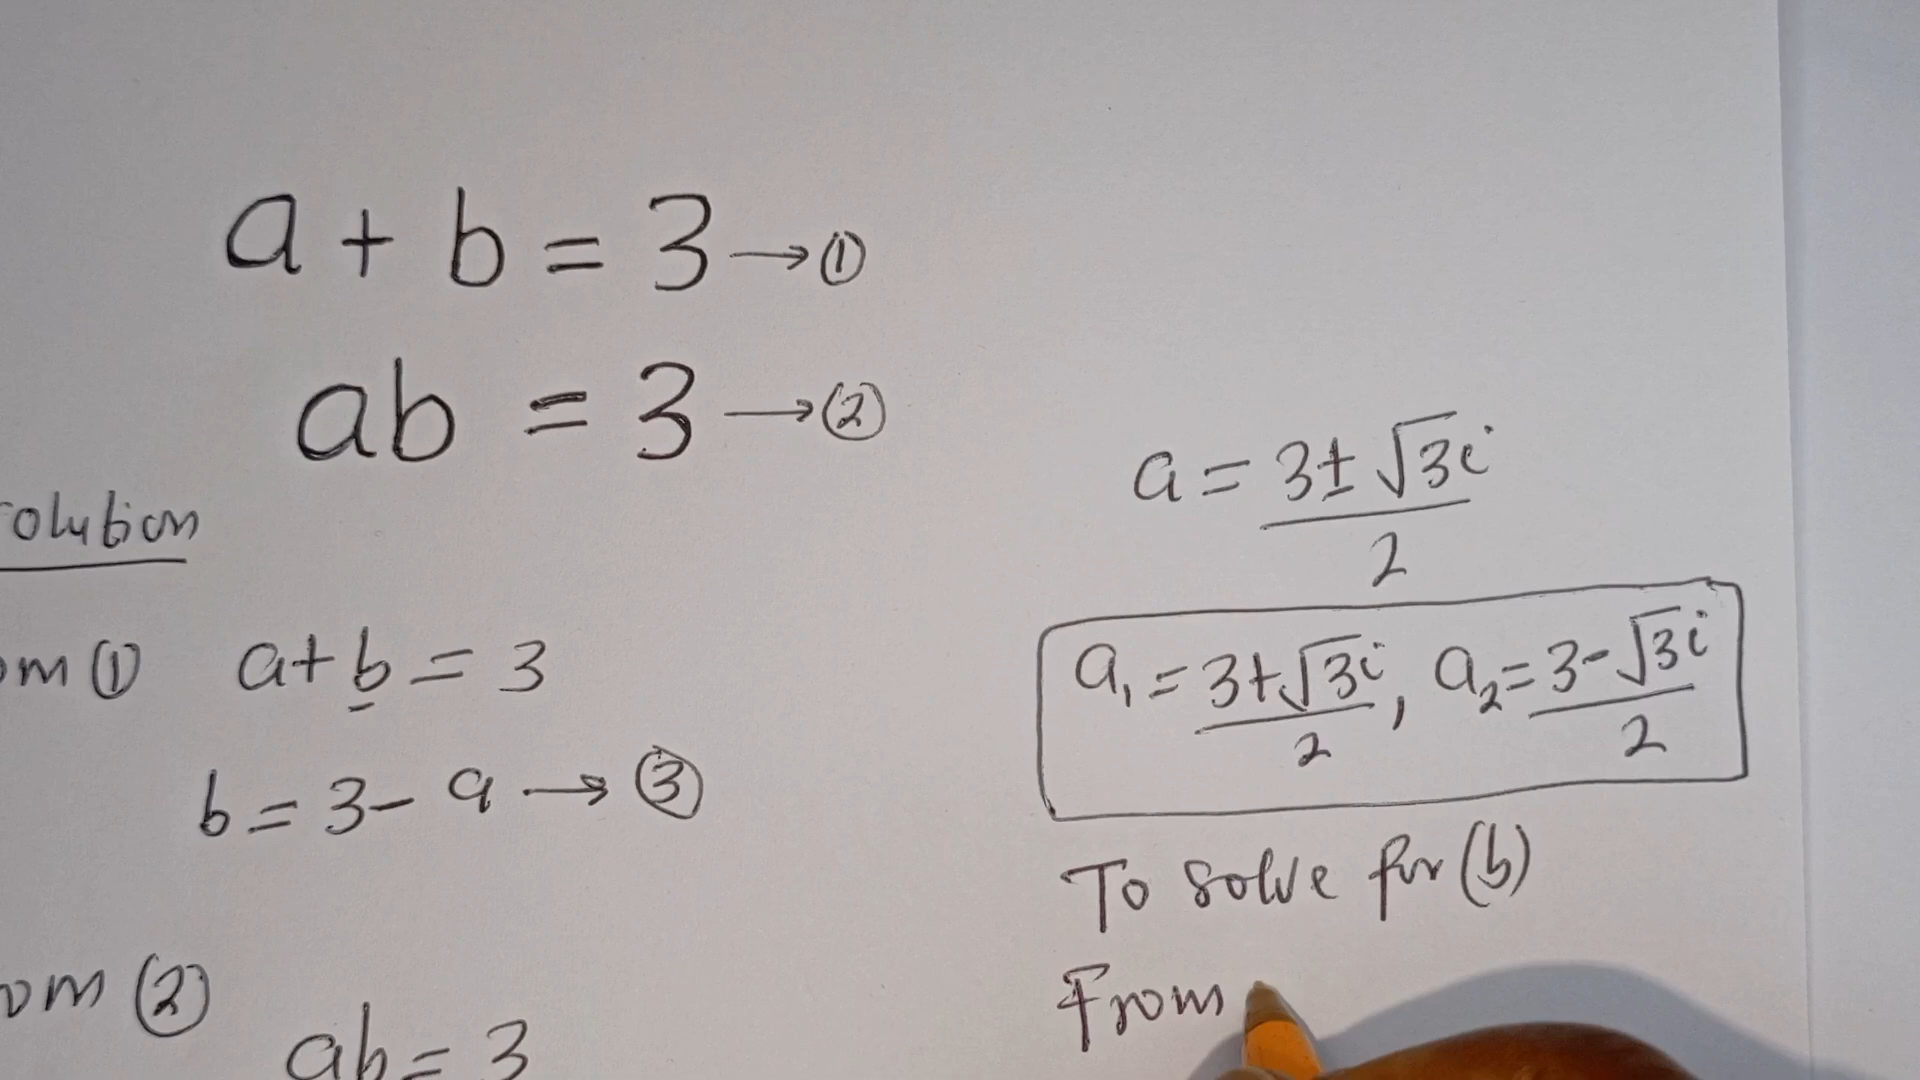 a + b = 3 → ①
ab = 3 → ②
olution
om ① a + b = 3
b = 3 - a → ③
om ②
ab = 3
a = 3 ± √3i / 2
a₁ = 3 + √3i / 2 , a₂ = 3 - √3i / 2
To solve for (b)
From